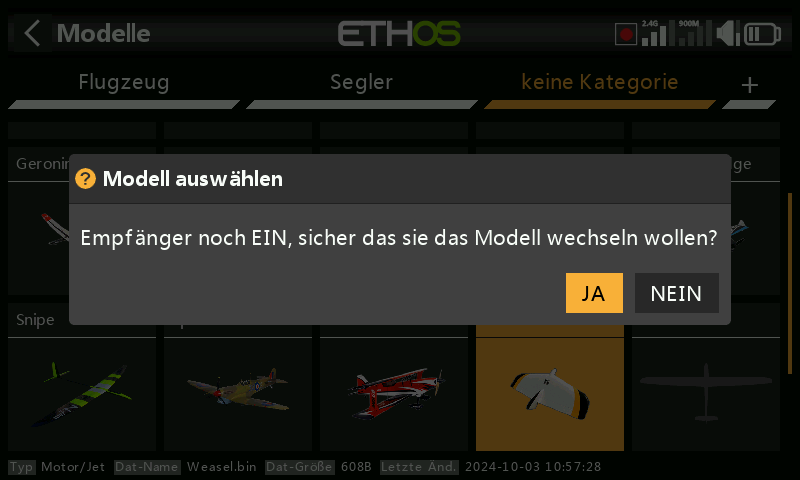 Modelle
ETHOS
2.4G 900M
Flugzeug Segler keine Kategorie +
Modell auswählen
Empfänger noch EIN, sicher das sie das Modell wechseln wollen?
JA NEIN
Snipe
Typ Motor/Jet Dat-Name Weasel.bin Dat-Größe 608B Letzte Änd. 2024-10-03 10:57:28